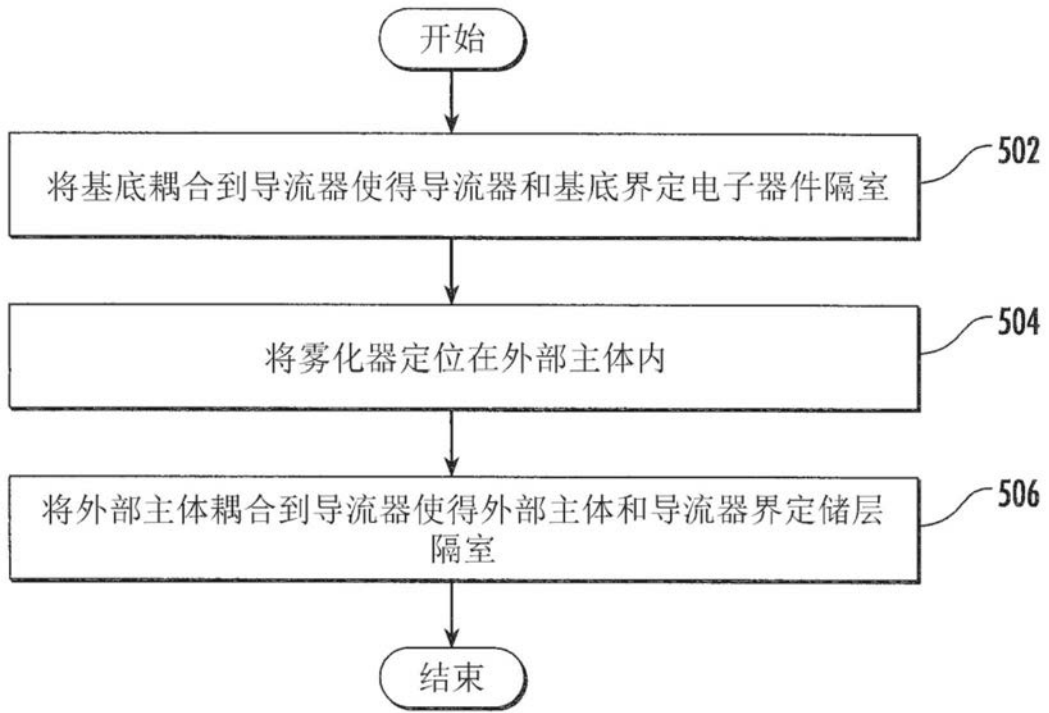 开始
将基底耦合到导流器使得导流器和基底界定电子器件隔室
502
将雾化器定位在外部主体内
504
将外部主体耦合到导流器使得外部主体和导流器界定储层
隔室
506
结束